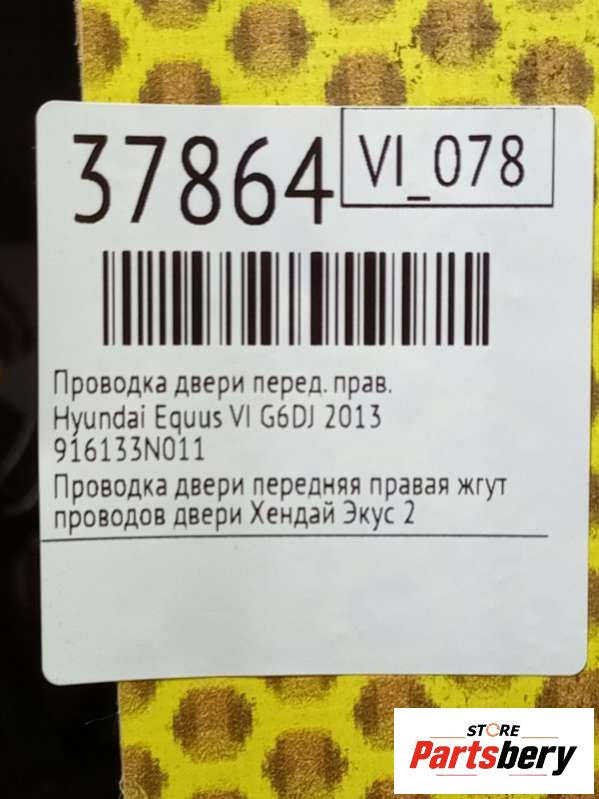 37864
VI_078
Проводка двери перед. прав.
Hyundai Equus VI G6DJ 2013
916133N011
Проводка двери передняя правая жгут
проводов двери Хендай Экус 2
STORE
Partsbery